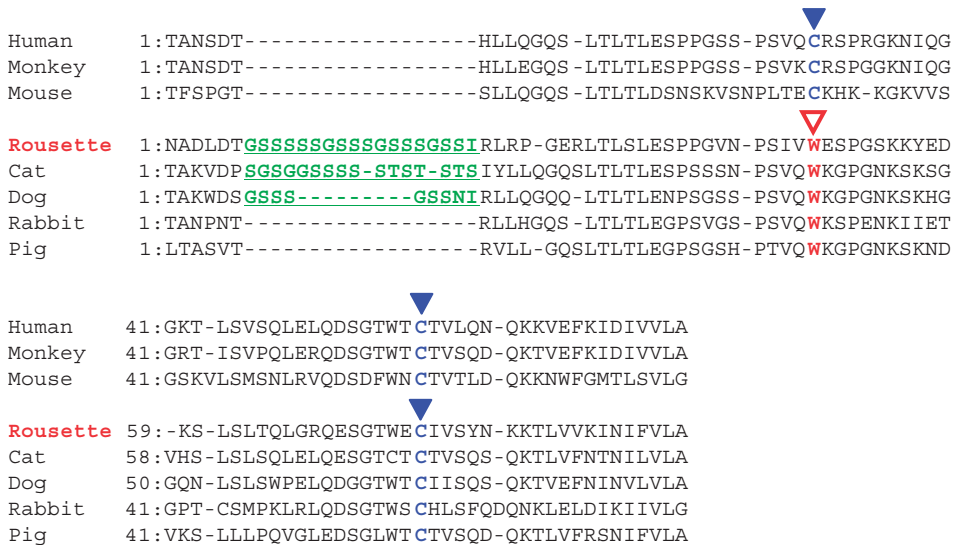 Human 1:TANSDT------------------HLLQGQS-LTLTLESPPGSS-PSVQCRSPRGKNIQG
Monkey 1:TANSDT------------------HLLEGQS-LTLTLESPPGSS-PSVKCRSPGGKNIQG
Mouse 1:TFSPGT------------------SLLQGQS-LTLTLDSNSKVSNPLTECKHK-KGKVVS
Rousette 1:NADLDTGSSSSSGSSSGSSSGSSIRLRP-GERLTLSLESPPGVN-PSIVWESPGSKKYED
Cat 1:TAKVDPSGSGGSSSS-STST-STSIYLLQGQSLTLTLESPSSSN-PSVQWKGPGNKSKSG
Dog 1:TAKWDSGSSS---------GSSNIRLLQGQQ-LTLTLENPSGSS-PSVQWKGPGNKSKHG
Rabbit 1:TANPNT------------------RLLHGQS-LTLTLEGPSVGS-PSVQWKSPENKIIET
Pig 1:LTASVT------------------RVLL-GQSLTLTLEGPSGSH-PTVQWKGPGNKSKND
Human 41:GKT-LSVSQLELQDSGTWTCTVLQN-QKKVEFKIDIVVLA
Monkey 41:GRT-ISVPQLERQDSGTWTCTVSQD-QKTVEFKIDIVVLA
Mouse 41:GSKVLSMSNLRVQDSDFWNCTVTLD-QKKNWFGMTLSVLG
Rousette 59:-KS-LSLTQLGRQESGTWECIVSYN-KKTLVVKINIFVLA
Cat 58:VHS-LSLSQLELQESGTCTCTVSQS-QKTLVFNTNILVLA
Dog 50:GQN-LSLSWPELQDGGTWTCIISQS-QKTVEFNINVLVLA
Rabbit 41:GPT-CSMPKLRLQDSGTWSCHLSFQDQNKLELDIKIIVLG
Pig 41:VKS-LLLPQVGLEDSGLWTCTVSQDQKTLVFRSNIFVLA